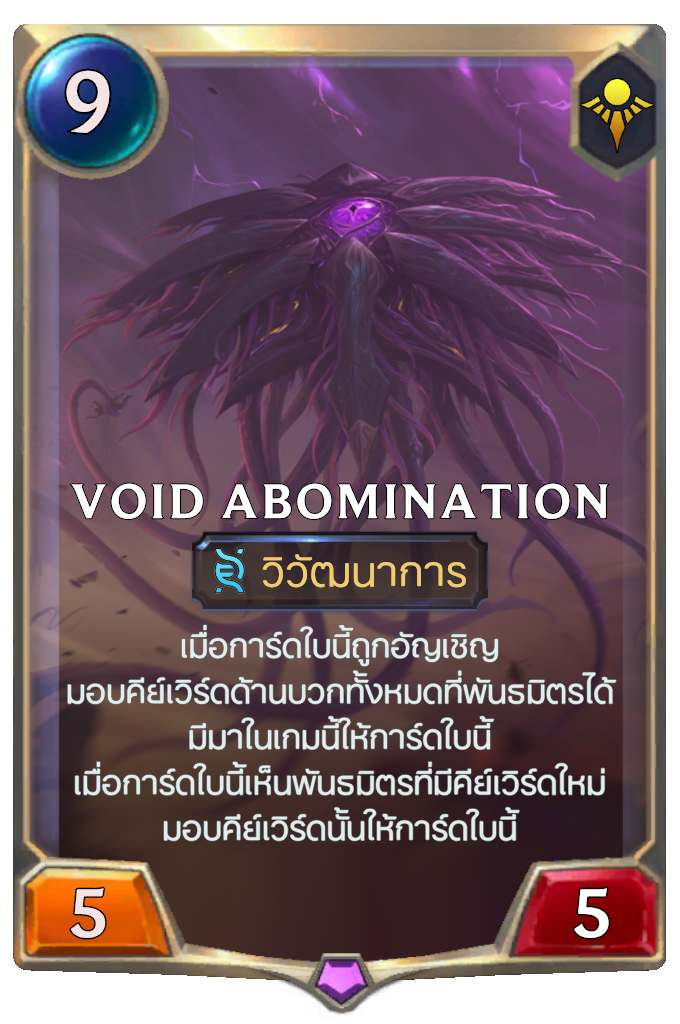 9
VOID ABOMINATION
วิวัฒนาการ
เมื่อการ์ดใบนี้ถูกอัญเชิญ
มอบคีย์เวิร์ดด้านบวกทั้งหมดที่พันธมิตรได้
มีมาในเกมนี้ให้การ์ดใบนี้
เมื่อการ์ดใบนี้เห็นพันธมิตรที่มีคีย์เวิร์ดใหม่
มอบคีย์เวิร์ดนั้นให้การ์ดใบนี้
5
5